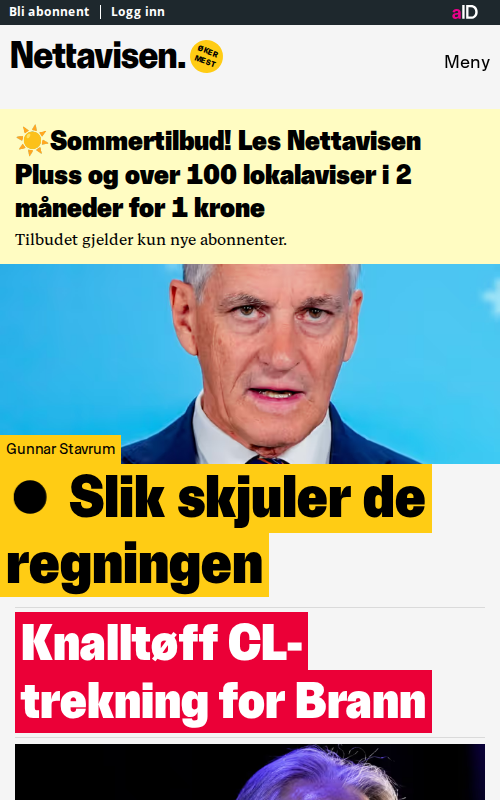 Bli abonnent | Logg inn
aID
Nettavisen.
ØKER
MEST
Meny
☀️Sommertilbud! Les Nettavisen
Pluss og over 100 lokalaviser i 2
måneder for 1 krone
Tilbudet gjelder kun nye abonnenter.
Gunnar Stavrum
● Slik skjuler de
regningen
Knalltøff CL-
trekning for Brann